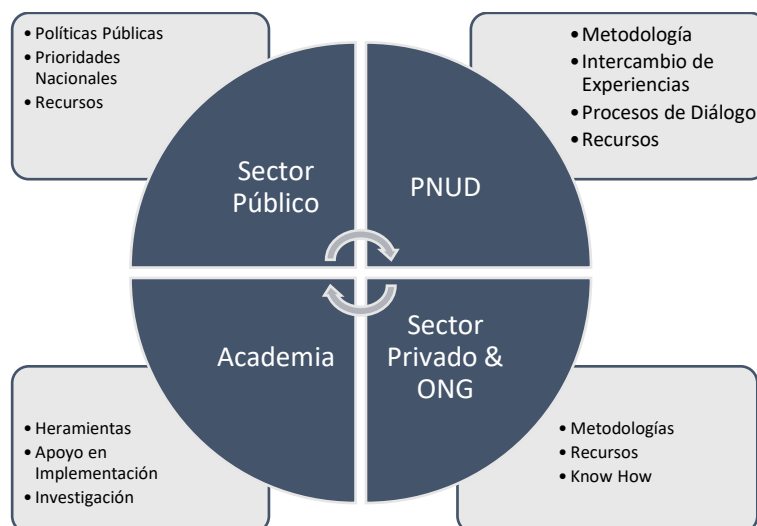 • Políticas Públicas
• Prioridades
Nacionales
• Recursos
• Metodología
• Intercambio de
Experiencias
• Procesos de Diálogo
• Recursos
Sector
Público
PNUD
Academia
Sector
Privado &
ONG
• Heramientas
• Apoyo en
Implementación
• Investigación
• Metodologías
• Recursos
• Know How